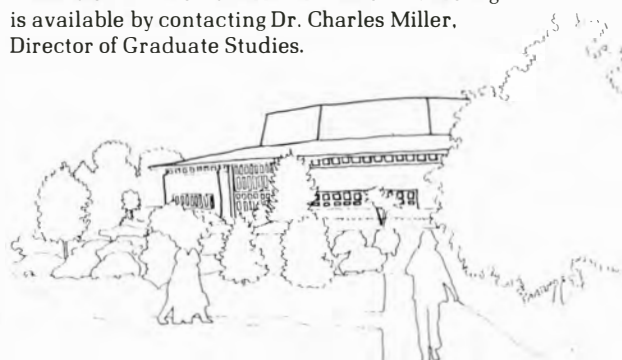 is available by contacting Dr. Charles Miller,
Director of Graduate Studies.